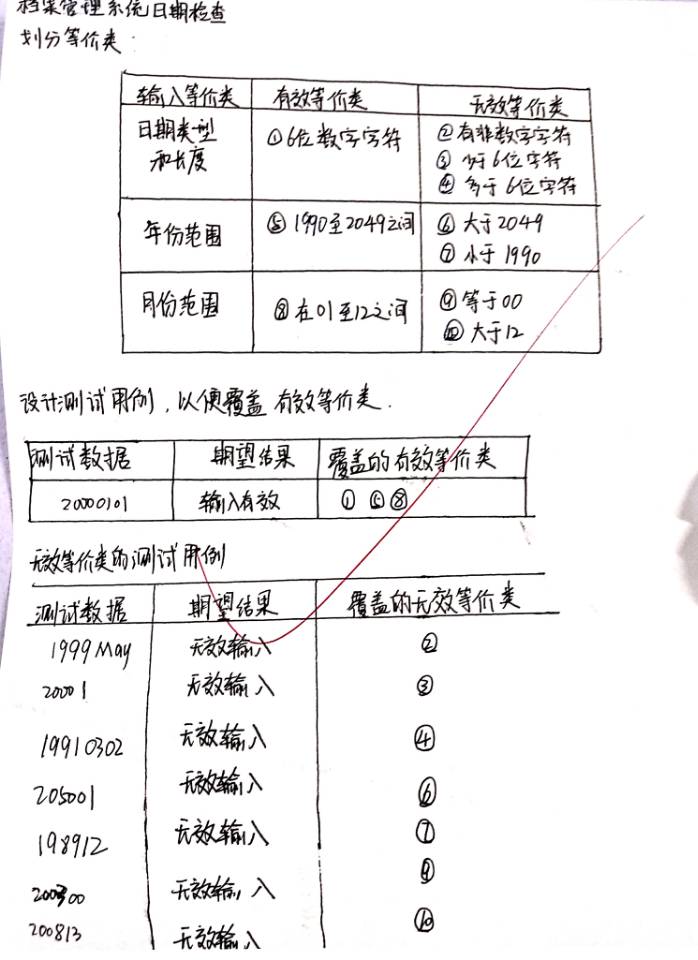 档案管理系统日期检查
划分等价类:
输入等价类 有效等价类 无效等价类
日期类型和长度 ①6位数字字符 ②有非数字字符
③少于6位字符
④多于6位字符
年份范围 ⑤1990至2049之间 ⑥大于2049
⑦小于1990
月份范围 ⑧在01至12之间 ⑨等于00
⑩大于12
设计测试用例,以便覆盖有效等价类.
测试数据 期望结果 覆盖的有效等价类
20000101 输入有效 ①⑤⑧
无效等价类的测试用例
测试数据 期望结果 覆盖的无效等价类
1999May 无效输入 ②
20001 无效输入 ③
19910302 无效输入 ④
205001 无效输入 ⑥
198912 无效输入 ⑦
200300 无效输入 ⑨
200813 无效输入 ⑩